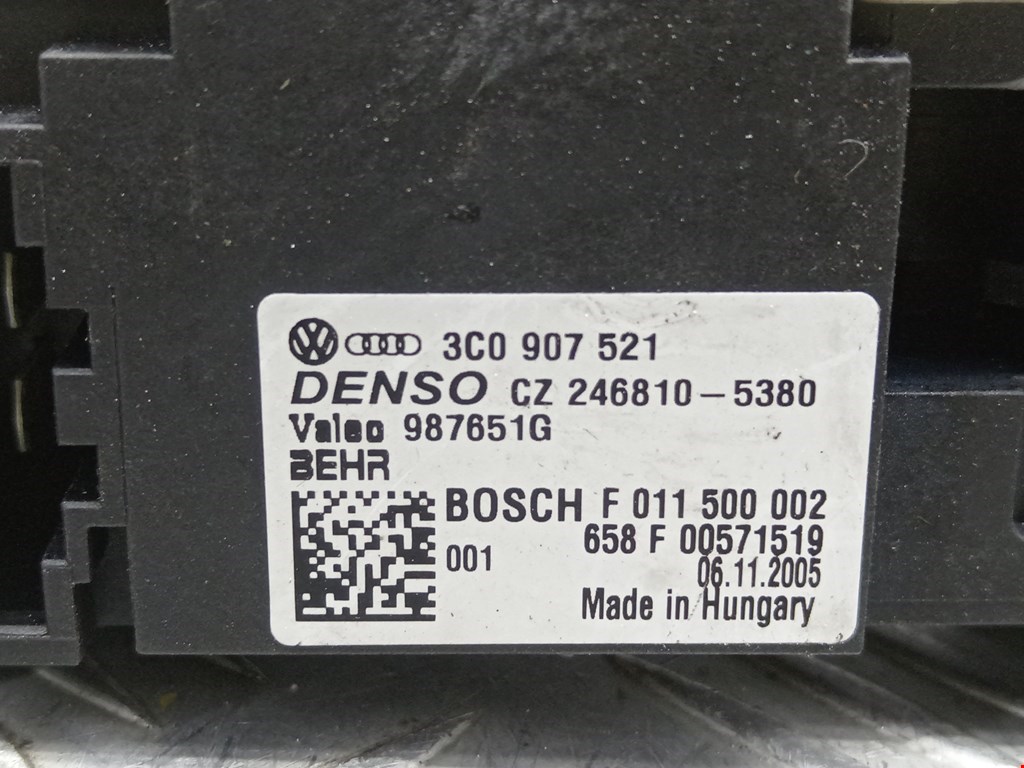 3C0 907 521
DENSO CZ 246810-5380
Valeo 987651G
BEHR
BOSCH F 011 500 002
658 F 00571519
001
06.11.2005
Made in Hungary